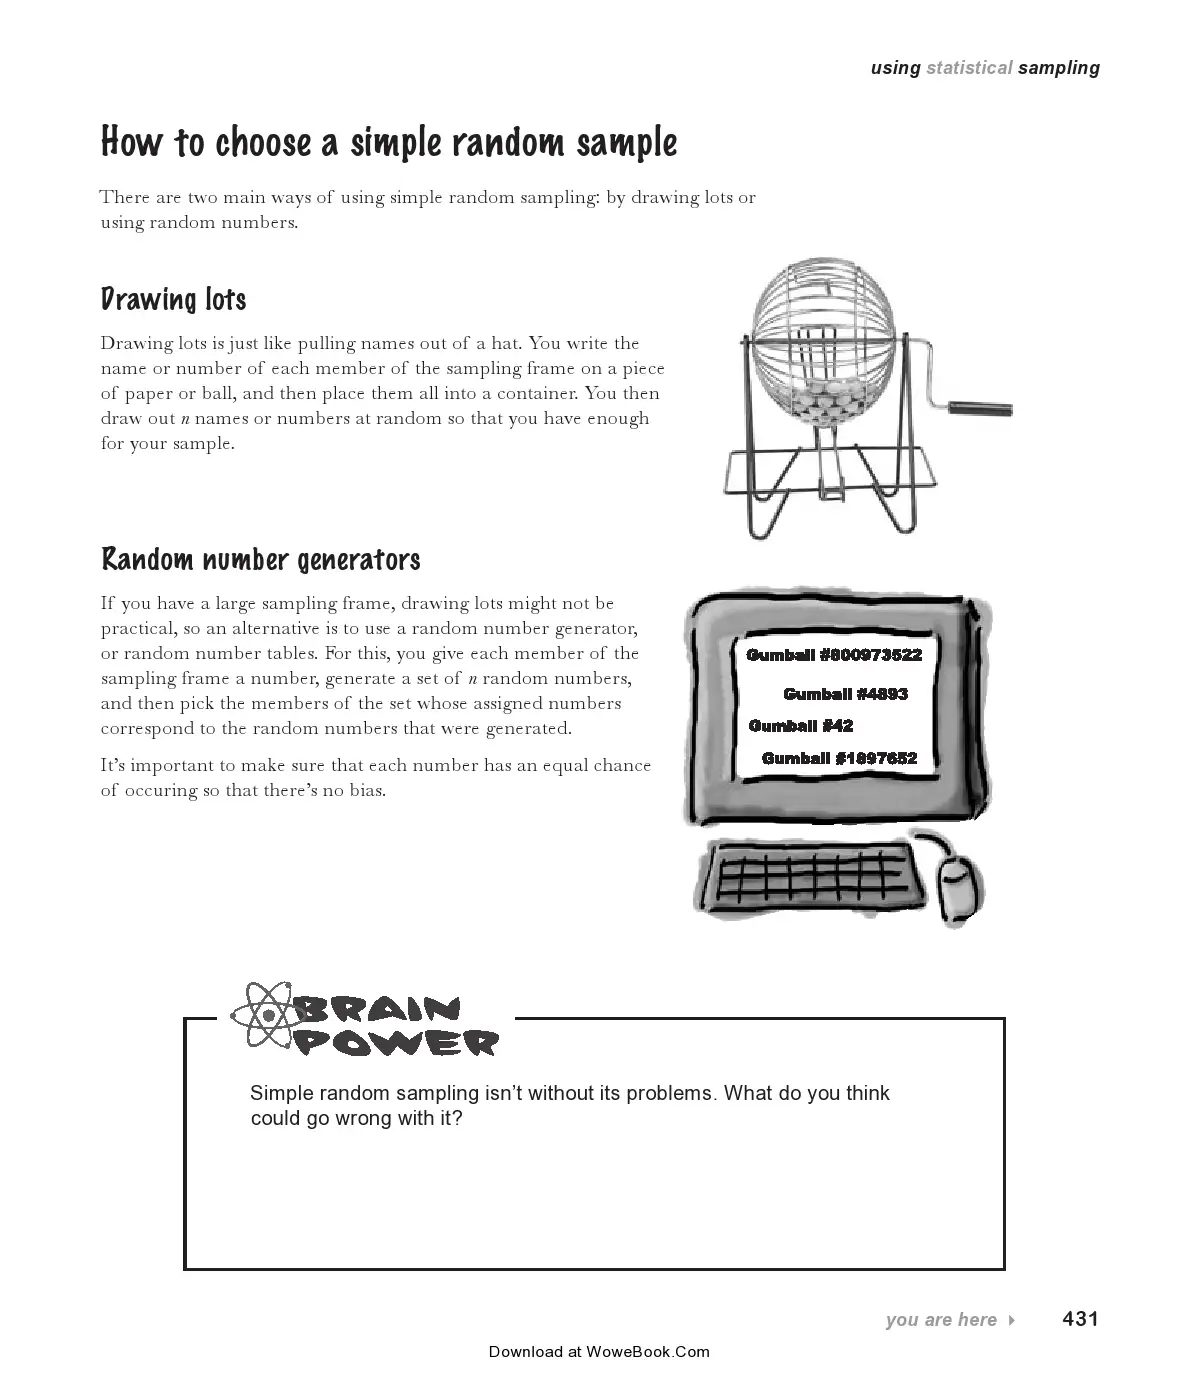 using statistical sampling
How to choose a simple random sample
There are two main ways of using simple random sampling: by drawing lots or
using random numbers.
Drawing lots
Drawing lots is just like pulling names out of a hat. You write the
name or number of each member of the sampling frame on a piece
of paper or ball, and then place them all into a container. You then
draw out n names or numbers at random so that you have enough
for your sample.
Random number generators
If you have a large sampling frame, drawing lots might not be
practical, so an alternative is to use a random number generator,
or random number tables. For this, you give each member of the
sampling frame a number, generate a set of n random numbers,
and then pick the members of the set whose assigned numbers
correspond to the random numbers that were generated.
It's important to make sure that each number has an equal chance
of occuring so that there's no bias.
Gumball #800973522
Gumball #4893
Gumball #42
Gumball #1897652
BRAIN
POWER
Simple random sampling isn't without its problems. What do you think
could go wrong with it?
you are here 431
Download at WoweBook.Com